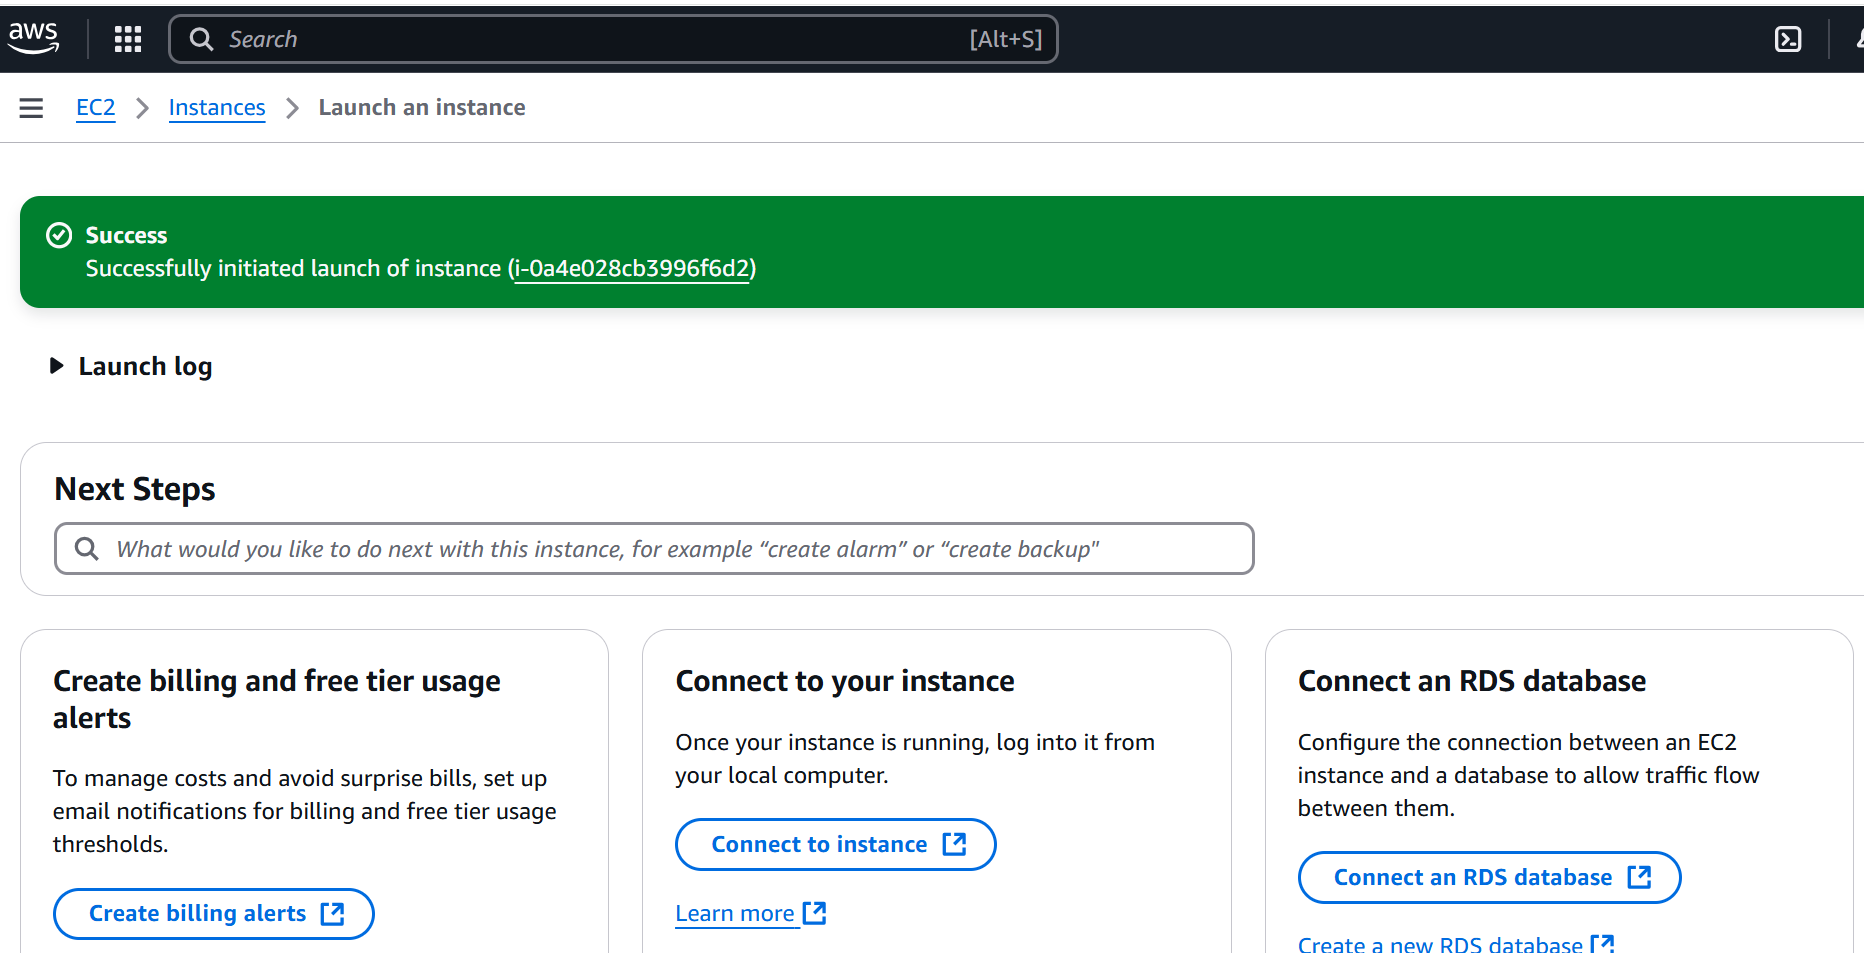 aws
Search [Alt+S]
EC2 Instances Launch an instance
Success
Successfully initiated launch of instance (i-0a4e028cb3996f6d2)
Launch log
Next Steps
What would you like to do next with this instance, for example “create alarm” or “create backup"
Create billing and free tier usage
alerts
To manage costs and avoid surprise bills, set up
email notifications for billing and free tier usage
thresholds.
Create billing alerts
Connect to your instance
Once your instance is running, log into it from
your local computer.
Connect to instance
Learn more
Connect an RDS database
Configure the connection between an EC2
instance and a database to allow traffic flow
between them.
Connect an RDS database
Create a new RDS database